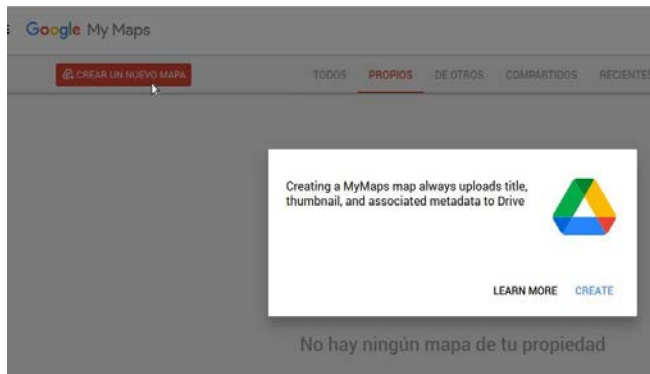 Google My Maps
CREAR UN NUEVO MAPA
TODOS PROPIOS DE OTROS COMPARTIDOS RECIENTES
Creating a MyMaps map always uploads title,
thumbnail, and associated metadata to Drive
LEARN MORE CREATE
No hay ningún mapa de tu propiedad